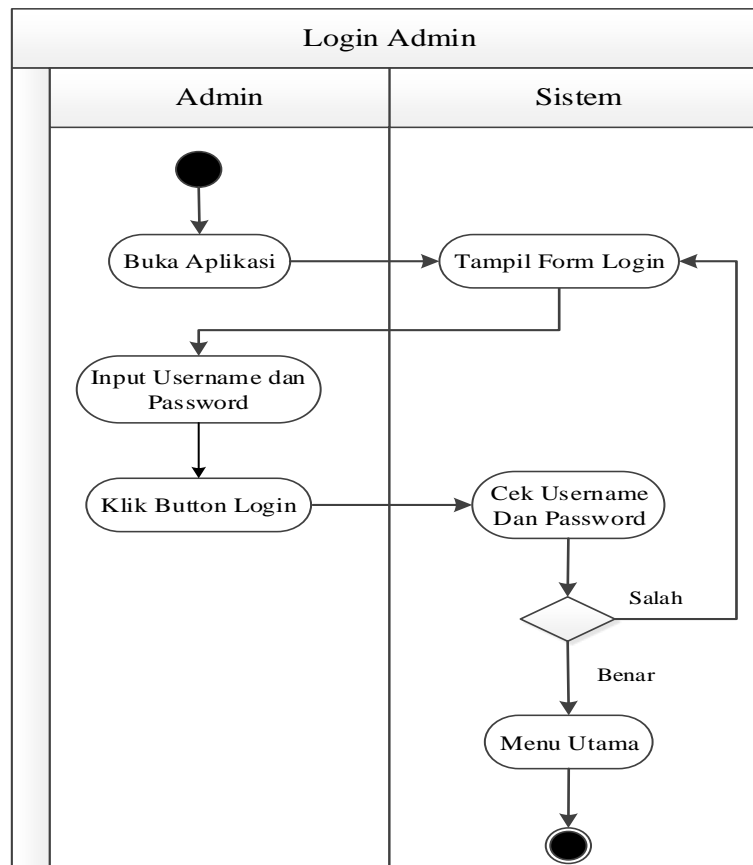 Login Admin
Admin
Sistem
Buka Aplikasi
Tampil Form Login
Input Username dan
Password
Klik Button Login
Cek Username
Dan Password
Salah
Benar
Menu Utama